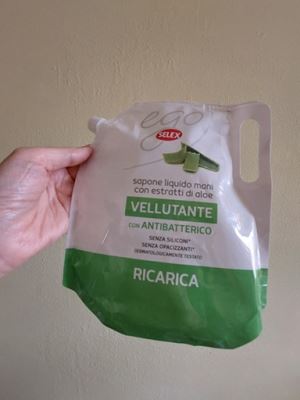 ego
SELEX
sapone liquido mani
con estratti di aloe
VELLUTANTE
CON ANTIBATTERICO
SENZA SILICONI*
SENZA OPACIZZANTI*
DERMATOLOGICAMENTE TESTATO
RICARICA